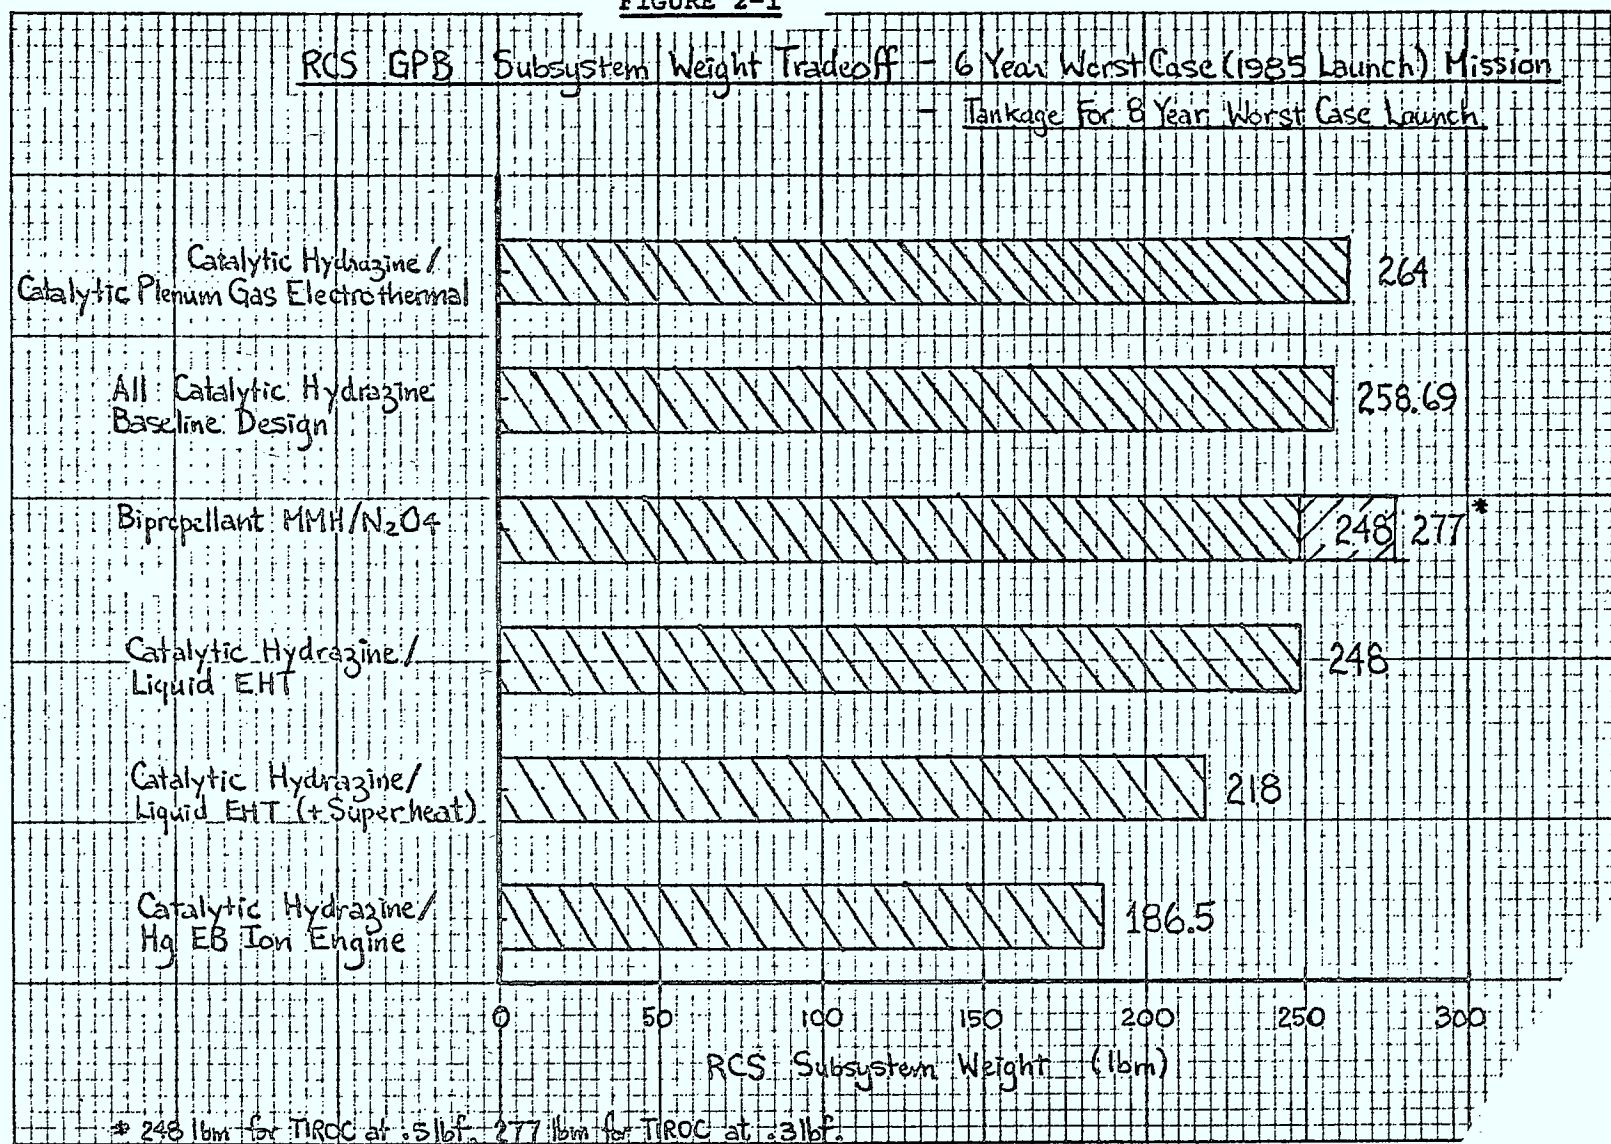 FIGURE 2-1
RCS GPB Subsystem Weight Tradeoff - 6 Year Worst Case (1985 Launch) Mission
- Tankage For 8 Year Worst Case Launch
Catalytic Hydrazine/
Catalytic Plenum Gas Electrothermal
264
All Catalytic Hydrazine
Baseline Design
258.69
Bipropellant MMH/N₂O₄
248 277*
Catalytic Hydrazine/
Liquid EHT
248
Catalytic Hydrazine/
Liquid EHT (+ Superheat)
218
Catalytic Hydrazine/
Hg EB Ion Engine
186.5
0 50 100 150 200 250 300
RCS Subsystem Weight (lbm)
* 248 lbm for TIROC at .5 lbf. 277 lbm for TIROC at .3 lbf.